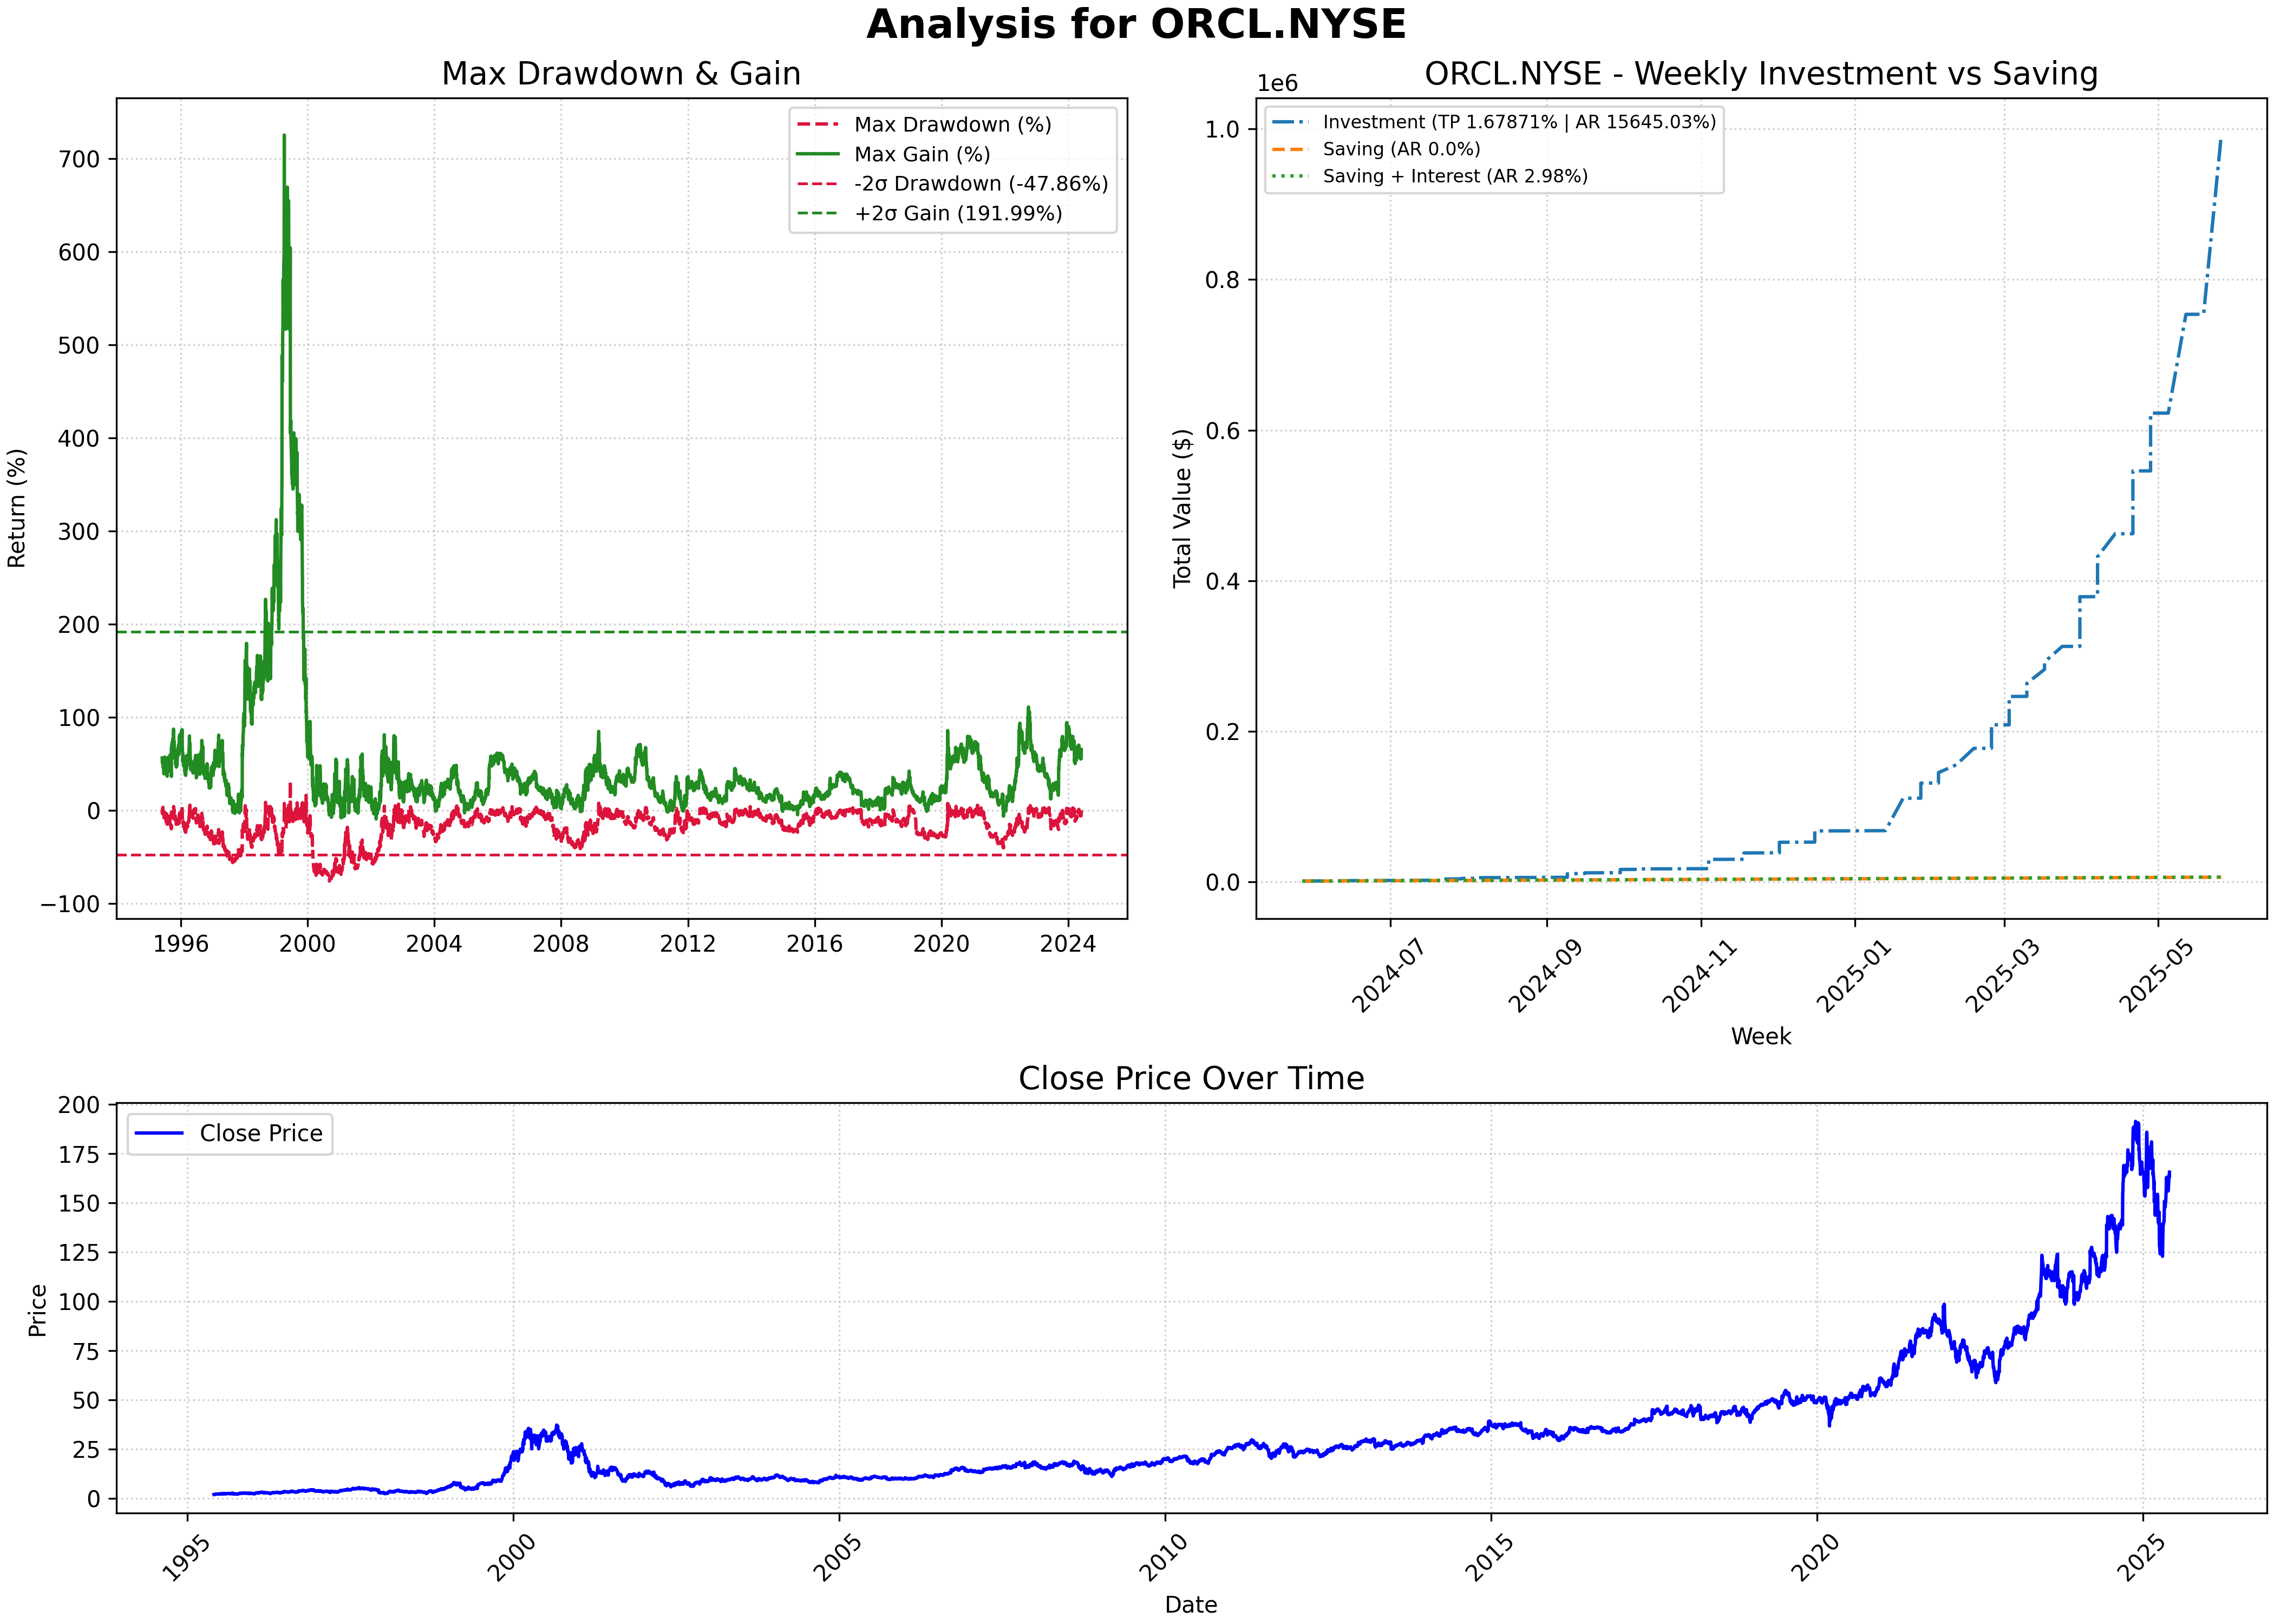 Analysis for ORCL.NYSE
Max Drawdown & Gain
Return (%)
700
600
500
400
300
200
100
0
−100
1996 2000 2004 2008 2012 2016 2020 2024
Max Drawdown (%)
Max Gain (%)
-2σ Drawdown (-47.86%)
+2σ Gain (191.99%)
ORCL.NYSE - Weekly Investment vs Saving
1e6
Total Value ($)
1.0
0.8
0.6
0.4
0.2
0.0
Investment (TP 1.67871% | AR 15645.03%)
Saving (AR 0.0%)
Saving + Interest (AR 2.98%)
2024-07 2024-09 2024-11 2025-01 2025-03 2025-05
Week
Close Price Over Time
Price
200
175
150
125
100
75
50
25
0
Close Price
1995 2000 2005 2010 2015 2020 2025
Date